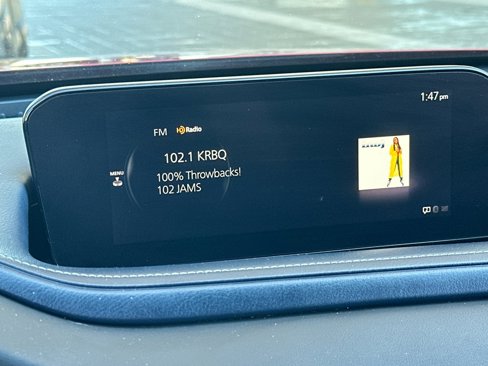 1:47 pm
FM HD Radio
102.1 KRBQ
MENU
100% Throwbacks!
102 JAMS